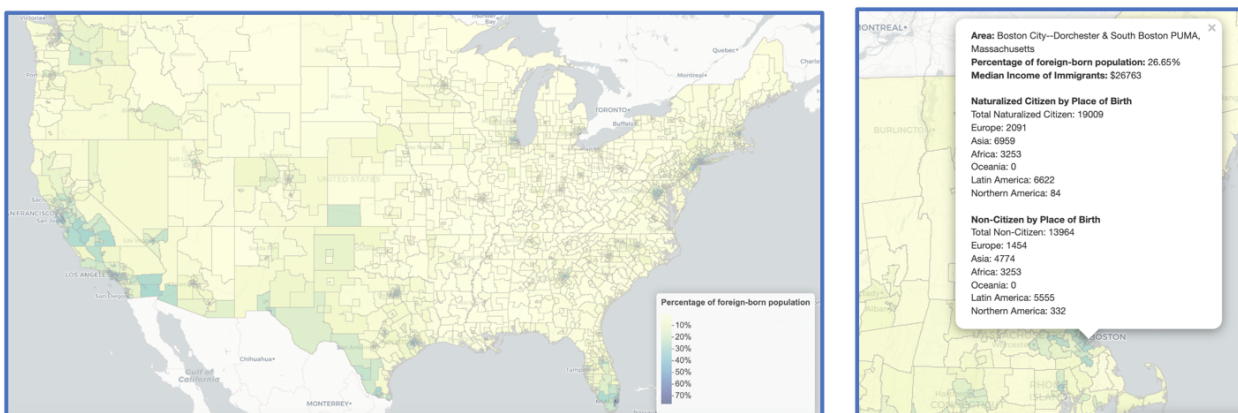 Quebec
Montreal
TORONTO
UNITED STATES
SAN FRANCISCO
San Jo
LOS ANGELES
San Diego
Chihuahua
Gulf of
California
MONTERREY
Percentage of foreign-born population
10%
20%
30%
40%
50%
60%
70%
MONTREAL
BURLINGTON
Area: Boston City--Dorchester & South Boston PUMA,
Massachusetts
Percentage of foreign-born population: 26.65%
Median Income of Immigrants: $26763
Naturalized Citizen by Place of Birth
Total Naturalized Citizen: 19009
Europe: 2091
Asia: 6959
Africa: 3253
Oceania: 0
Latin America: 6622
Northern America: 84
Non-Citizen by Place of Birth
Total Non-Citizen: 13964
Europe: 1454
Asia: 4774
Africa: 3253
Oceania: 0
Latin America: 5555
Northern America: 332
BOSTON
RHODE
ISLAND
CONNECTICUT